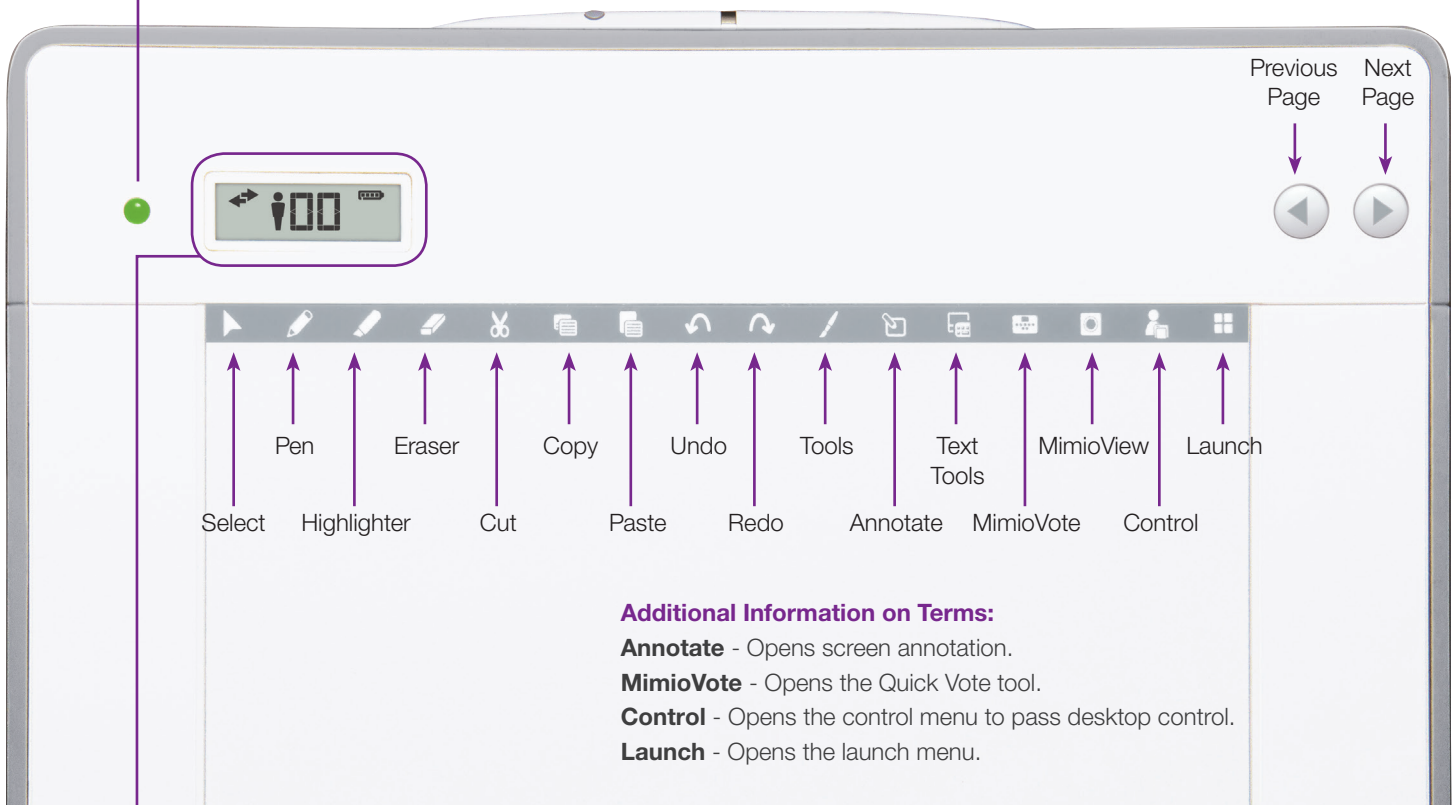 Previous Page
Next Page
00
Pen
Eraser
Copy
Undo
Tools
Text Tools
MimioView
Launch
Select
Highlighter
Cut
Paste
Redo
Annotate
MimioVote
Control
Additional Information on Terms:
Annotate - Opens screen annotation.
MimioVote - Opens the Quick Vote tool.
Control - Opens the control menu to pass desktop control.
Launch - Opens the launch menu.